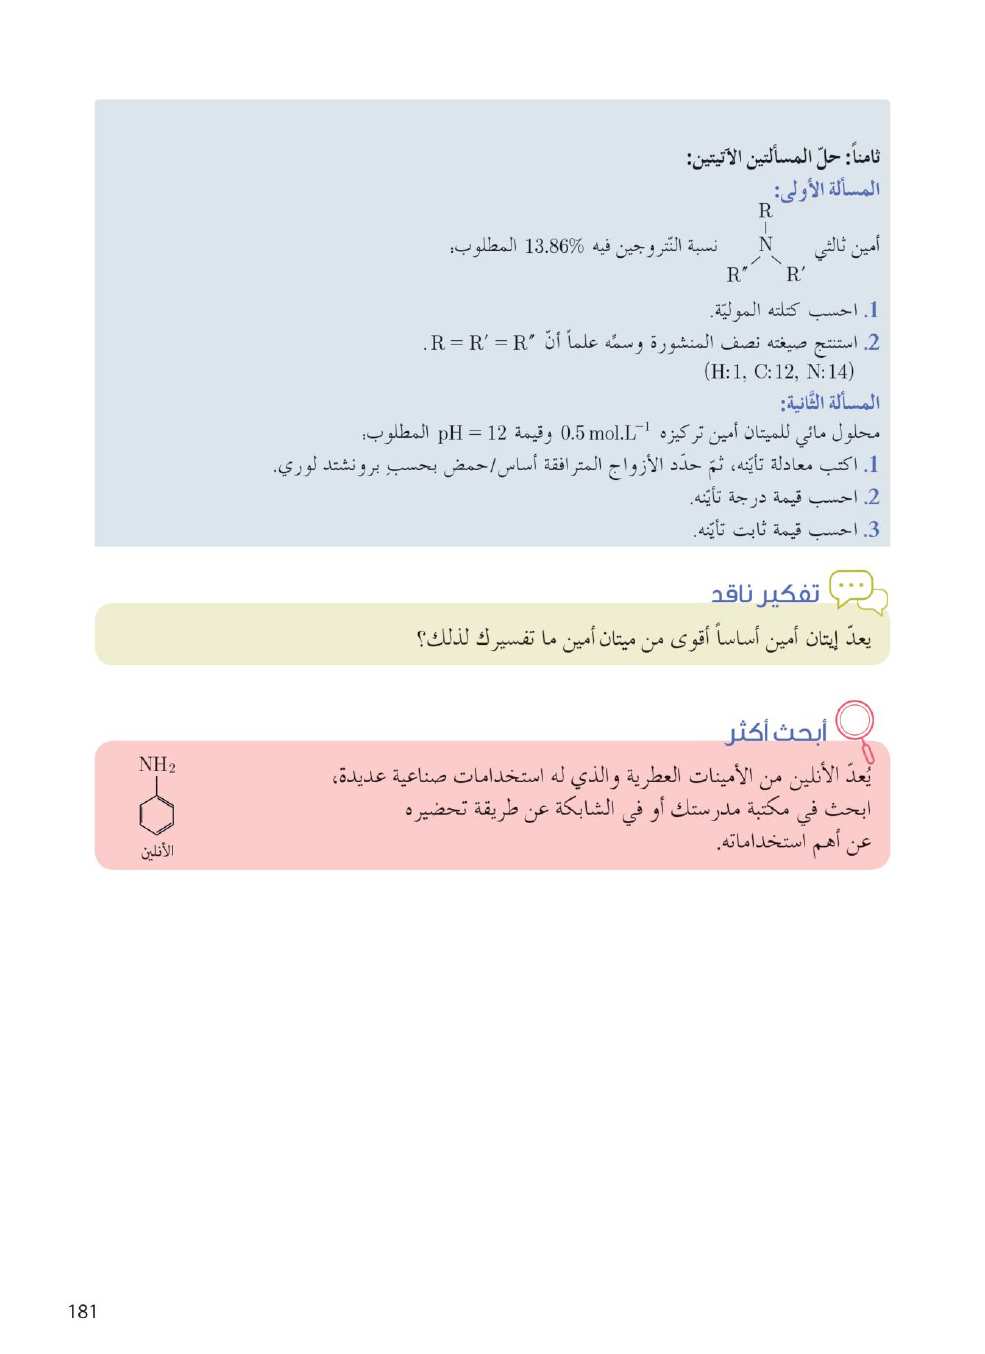 ثامناً: حلّ المسألتين الآتيتين:
المسألة الأولى:
R
أمين ثالثي N نسبة النّتروجين فيه 13.86% المطلوب:
R″ R′
1. احسب كتلته الموليّة.
2. استنتج صيغته نصف المنشورة وسمِّه علماً أنّ R = R′ = R″.
(H:1, C:12, N:14)
المسألة الثَّانية:
محلول مائي للميتان أمين تركيزه 0.5 mol.L⁻¹ وقيمة pH = 12 المطلوب:
1. اكتب معادلة تأيّنه، ثمّ حدّد الأزواج المترافقة أساس/حمض بحسب برونشتد لوري.
2. احسب قيمة درجة تأيّنه.
3. احسب قيمة ثابت تأيّنه.
تفكير ناقد
يعدّ إيتان أمين أساساً أقوى من ميتان أمين ما تفسيرك لذلك؟
أبحث أكثر
يُعدّ الأنلين من الأمينات العطرية والذي له استخدامات صناعية عديدة،
ابحث في مكتبة مدرستك أو في الشابكة عن طريقة تحضيره
عن أهم استخداماته.
NH₂
الأنلين
181